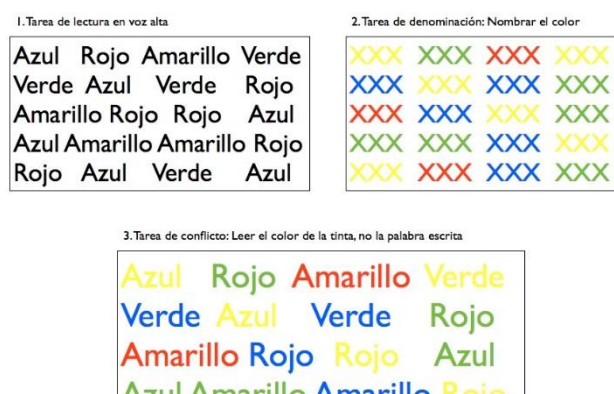 1. Tarea de lectura en voz alta
Azul Rojo Amarillo Verde
Verde Azul Verde Rojo
Amarillo Rojo Rojo Azul
Azul Amarillo Amarillo Rojo
Rojo Azul Verde Azul
2. Tarea de denominación: Nombrar el color
XXX XXX XXX XXX
XXX XXX XXX XXX
XXX XXX XXX XXX
XXX XXX XXX XXX
XXX XXX XXX XXX
3. Tarea de conflicto: Leer el color de la tinta, no la palabra escrita
Azul Rojo Amarillo Verde
Verde Azul Verde Rojo
Amarillo Rojo Rojo Azul
Azul Amarillo Amarillo Rojo